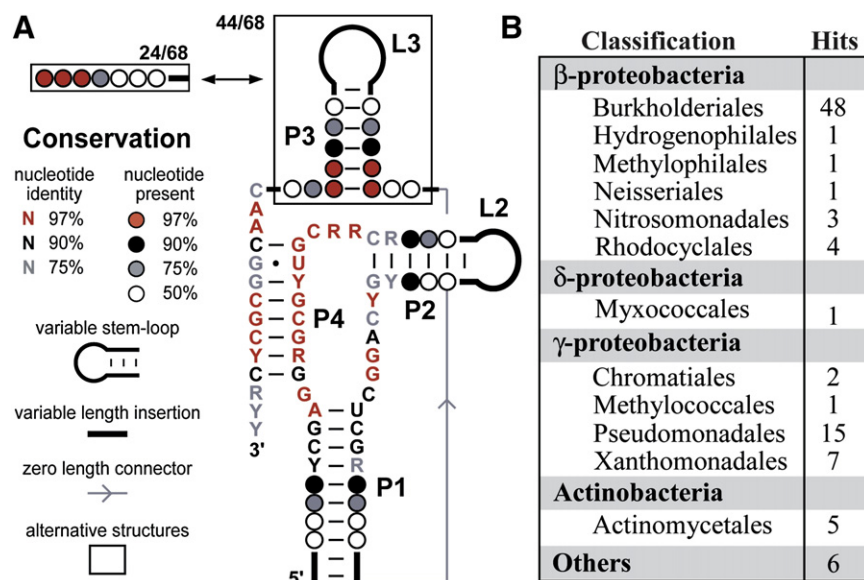 A
24/68
44/68
L3
P3
Conservation
nucleotide identity
N 97%
N 90%
N 75%
nucleotide present
97%
90%
75%
50%
variable stem-loop
variable length insertion
zero length connector
alternative structures
C
A
A
C
G
G
C
G
C
Y
C
R
Y
Y
3'
G
U
Y
G
C
G
R
G
G
A
G
C
Y
C R R C R
L2
G Y
P2
P4
Y
C
A
G
G
C
U
C
G
R
P1
5'
B
Classification Hits
β-proteobacteria
Burkholderiales 48
Hydrogenophilales 1
Methylophilales 1
Neisseriales 1
Nitrosomonadales 3
Rhodocyclales 4
δ-proteobacteria
Myxococcales 1
γ-proteobacteria
Chromatiales 2
Methylococcales 1
Pseudomonadales 15
Xanthomonadales 7
Actinobacteria
Actinomycetales 5
Others 6